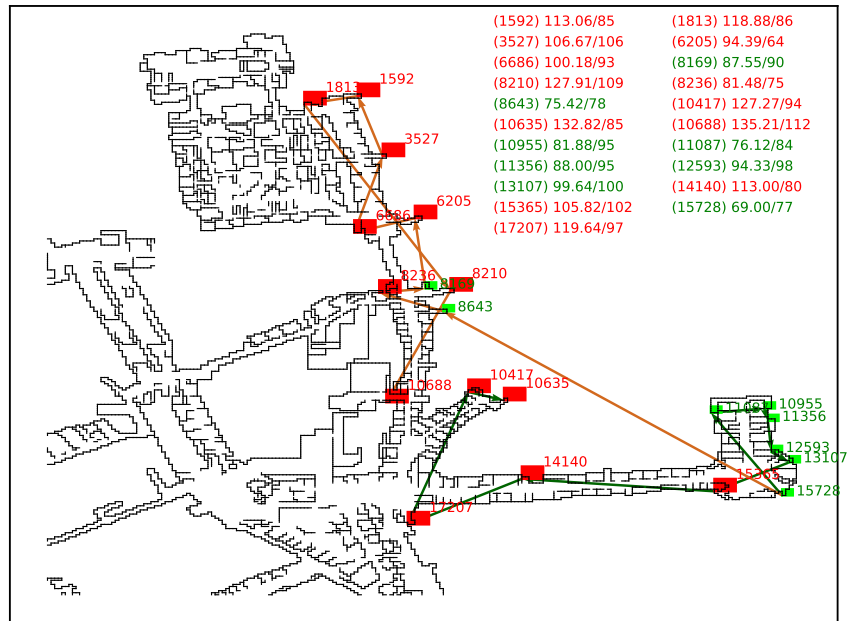 (1592) 113.06/85 (1813) 118.88/86
(3527) 106.67/106 (6205) 94.39/64
(6686) 100.18/93 (8169) 87.55/90
(8210) 127.91/109 (8236) 81.48/75
(8643) 75.42/78 (10417) 127.27/94
(10635) 132.82/85 (10688) 135.21/112
(10955) 81.88/95 (11087) 76.12/84
(11356) 88.00/95 (12593) 94.33/98
(13107) 99.64/100 (14140) 113.00/80
(15365) 105.82/102 (15728) 69.00/77
(17207) 119.64/97
1592
1813
3527
6205
6686
8210
8236
8169
8643
10417
10635
10688
10955
11087
11356
12593
13107
14140
15365
15728
17207